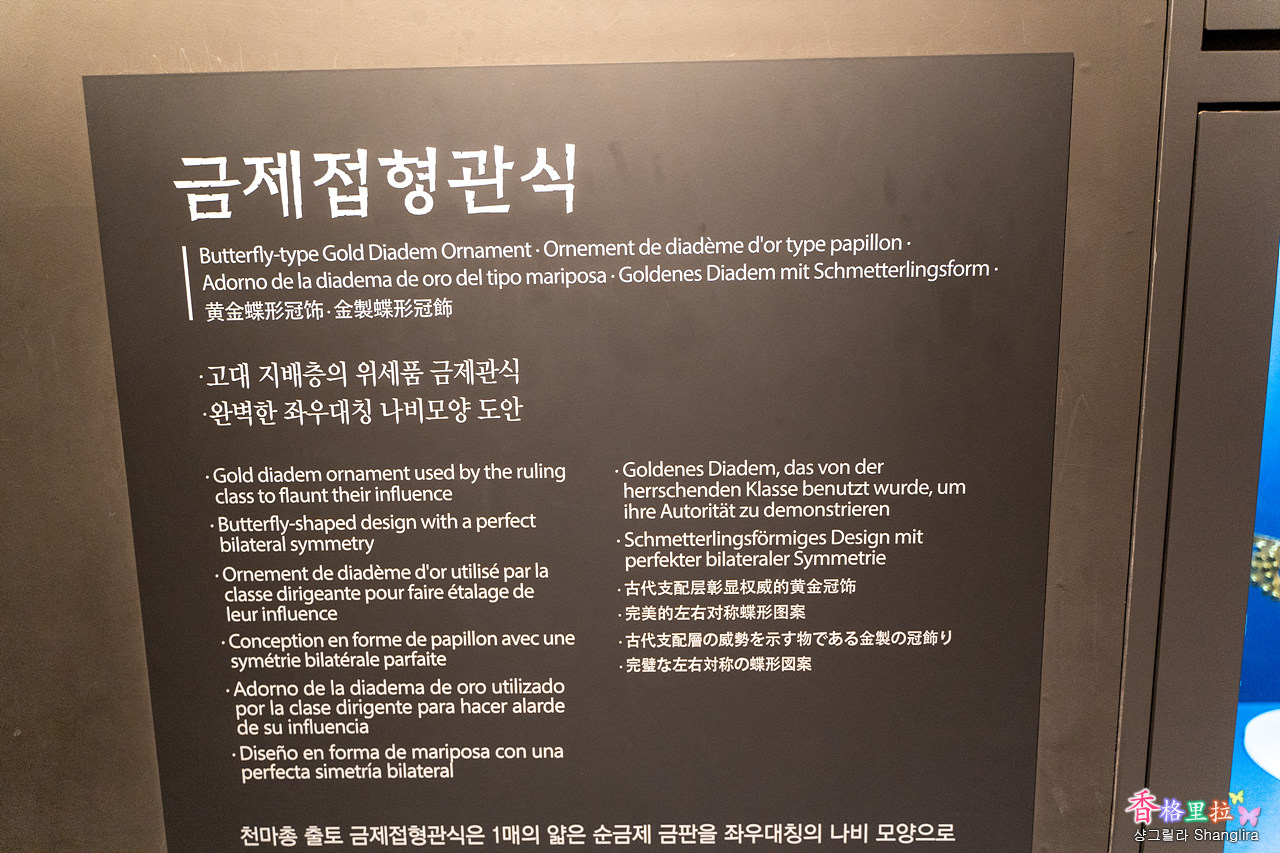 금제접형관식
Butterfly-type Gold Diadem Ornament · Ornement de diadème d'or type papillon ·
Adorno de la diadema de oro del tipo mariposa · Goldenes Diadem mit Schmetterlingsform ·
黄金蝶形冠饰 · 金製蝶形冠飾
· 고대 지배층의 위세품 금제관식
· 완벽한 좌우대칭 나비모양 도안
· Gold diadem ornament used by the ruling
class to flaunt their influence
· Butterfly-shaped design with a perfect
bilateral symmetry
· Ornement de diadème d'or utilisé par la
classe dirigeante pour faire étalage de
leur influence
· Conception en forme de papillon avec une
symétrie bilatérale parfaite
· Adorno de la diadema de oro utilizado
por la clase dirigente para hacer alarde
de su influencia
· Diseño en forma de mariposa con una
perfecta simetría bilateral
· Goldenes Diadem, das von der
herrschenden Klasse benutzt wurde, um
ihre Autorität zu demonstrieren
· Schmetterlingsförmiges Design mit
perfekter bilateraler Symmetrie
· 古代支配层彰显权威的黄金冠饰
· 完美的左右对称蝶形图案
· 古代支配層の威勢を示す物である金製の冠飾り
· 完璧な左右対称の蝶形図案
천마총 출토 금제접형관식은 1매의 얇은 순금제 금판을 좌우대칭의 나비 모양으로
香格里拉
샹그릴라 Shanglira